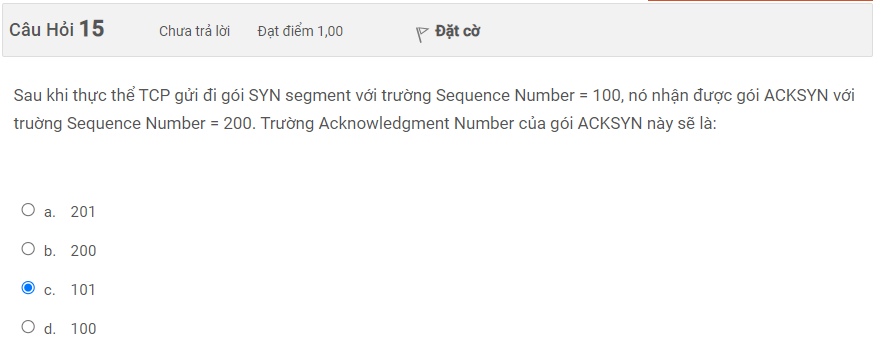 Câu Hỏi 15 Chưa trả lời Đạt điểm 1,00 Đặt cờ
Sau khi thực thể TCP gửi đi gói SYN segment với trường Sequence Number = 100, nó nhận được gói ACKSYN với
truờng Sequence Number = 200. Trường Acknowledgment Number của gói ACKSYN này sẽ là:
a. 201
b. 200
c. 101
d. 100